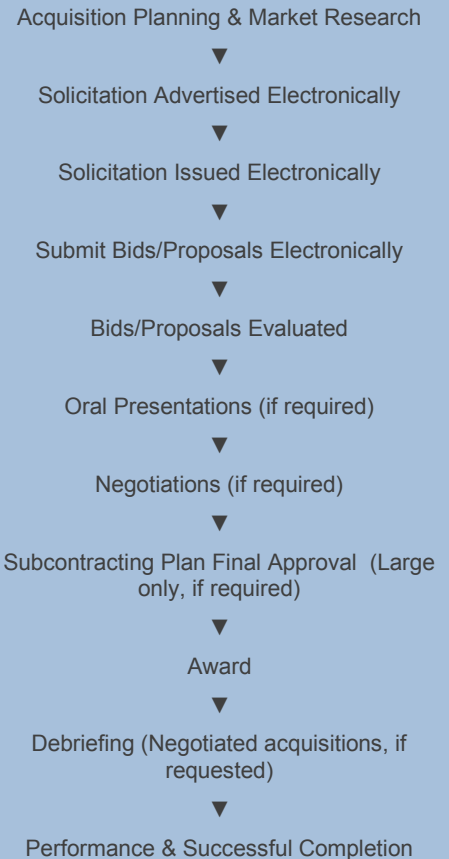 Acquisition Planning & Market Research
▼
Solicitation Advertised Electronically
▼
Solicitation Issued Electronically
▼
Submit Bids/Proposals Electronically
▼
Bids/Proposals Evaluated
▼
Oral Presentations (if required)
▼
Negotiations (if required)
▼
Subcontracting Plan Final Approval  (Large
only, if required)
▼
Award
▼
Debriefing (Negotiated acquisitions, if
requested)
▼
Performance & Successful Completion